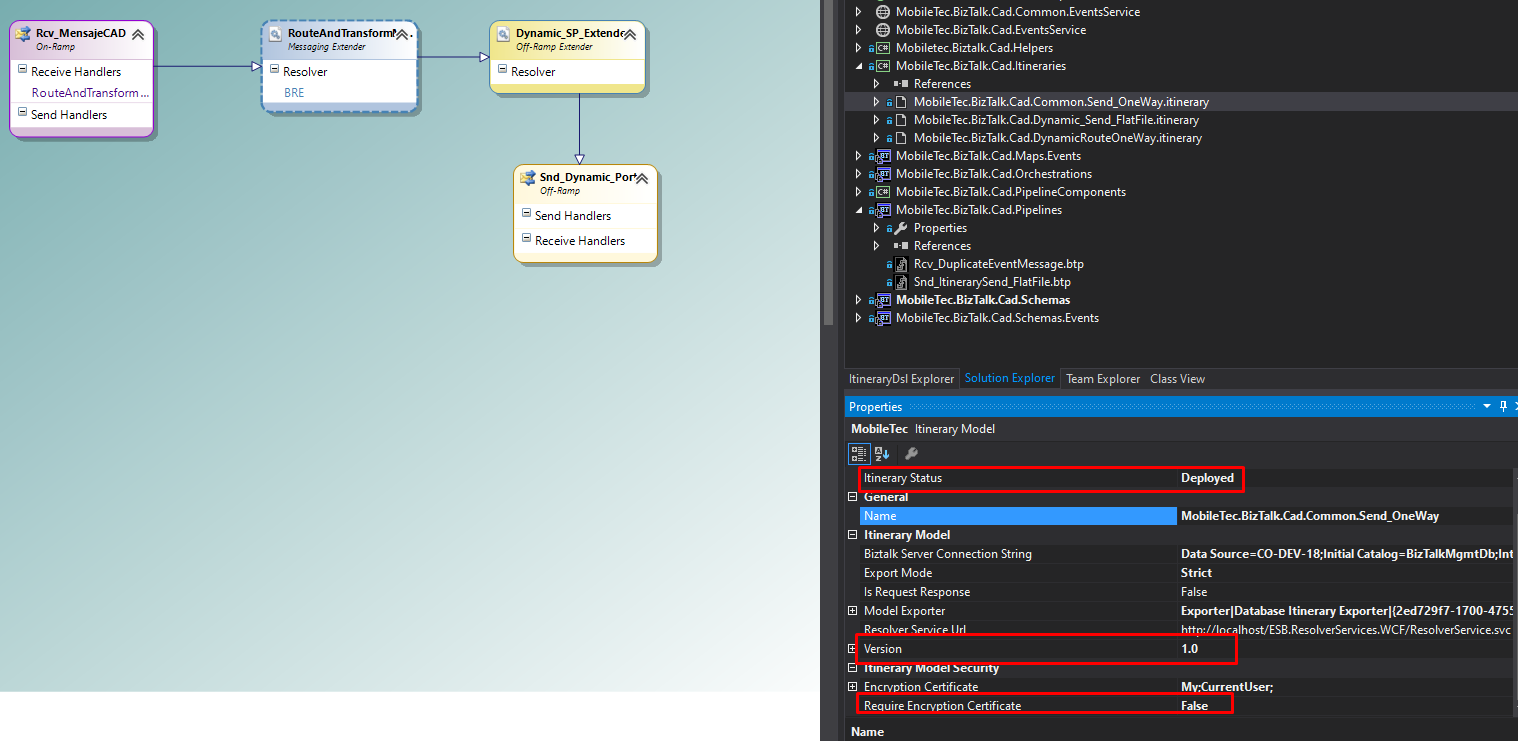 Rcv_MensajeCAD
On-Ramp
Receive Handlers
RouteAndTransform ...
Send Handlers
RouteAndTransform...
Messaging Extender
Resolver
BRE
Dynamic_SP_Extende
Off-Ramp Extender
Resolver
Snd_Dynamic_Port
Off-Ramp
Send Handlers
Receive Handlers
MobileTec.BizTalk.Cad.Common.EventsService
MobileTec.BizTalk.Cad.EventsService
Mobiletec.Biztalk.Cad.Helpers
MobileTec.BizTalk.Cad.Itineraries
References
MobileTec.BizTalk.Cad.Common.Send_OneWay.itinerary
MobileTec.BizTalk.Cad.Dynamic_Send_FlatFile.itinerary
MobileTec.BizTalk.Cad.DynamicRouteOneWay.itinerary
MobileTec.BizTalk.Cad.Maps.Events
MobileTec.BizTalk.Cad.Orchestrations
MobileTec.BizTalk.Cad.PipelineComponents
MobileTec.BizTalk.Cad.Pipelines
Properties
References
Rcv_DuplicateEventMessage.btp
Snd_ItinerarySend_FlatFile.btp
MobileTec.BizTalk.Cad.Schemas
MobileTec.BizTalk.Cad.Schemas.Events
ItineraryDsl Explorer Solution Explorer Team Explorer Class View
Properties
MobileTec Itinerary Model
Itinerary Status Deployed
General
Name MobileTec.BizTalk.Cad.Common.Send_OneWay
Itinerary Model
Biztalk Server Connection String Data Source=CO-DEV-18;Initial Catalog=BizTalkMgmtDb;Int
Export Mode Strict
Is Request Response False
Model Exporter Exporter|Database Itinerary Exporter|{2ed729f7-1700-4755
Resolver Service Url http://localhost/ESB.ResolverServices.WCF/ResolverService.svc
Version 1.0
Itinerary Model Security
Encryption Certificate My;CurrentUser;
Require Encryption Certificate False
Name